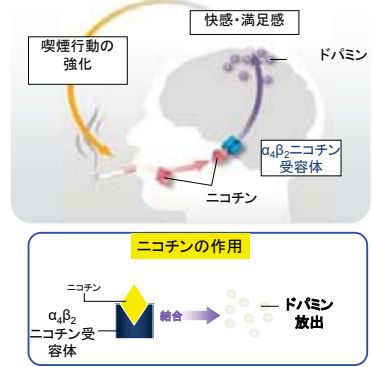 快感・満足感
喫煙行動の
強化
ドパミン
α₄β₂ニコチン
受容体
ニコチン
ニコチンの作用
ニコチン
α₄β₂
ニコチン受
容体
結合
ドパミン
放出